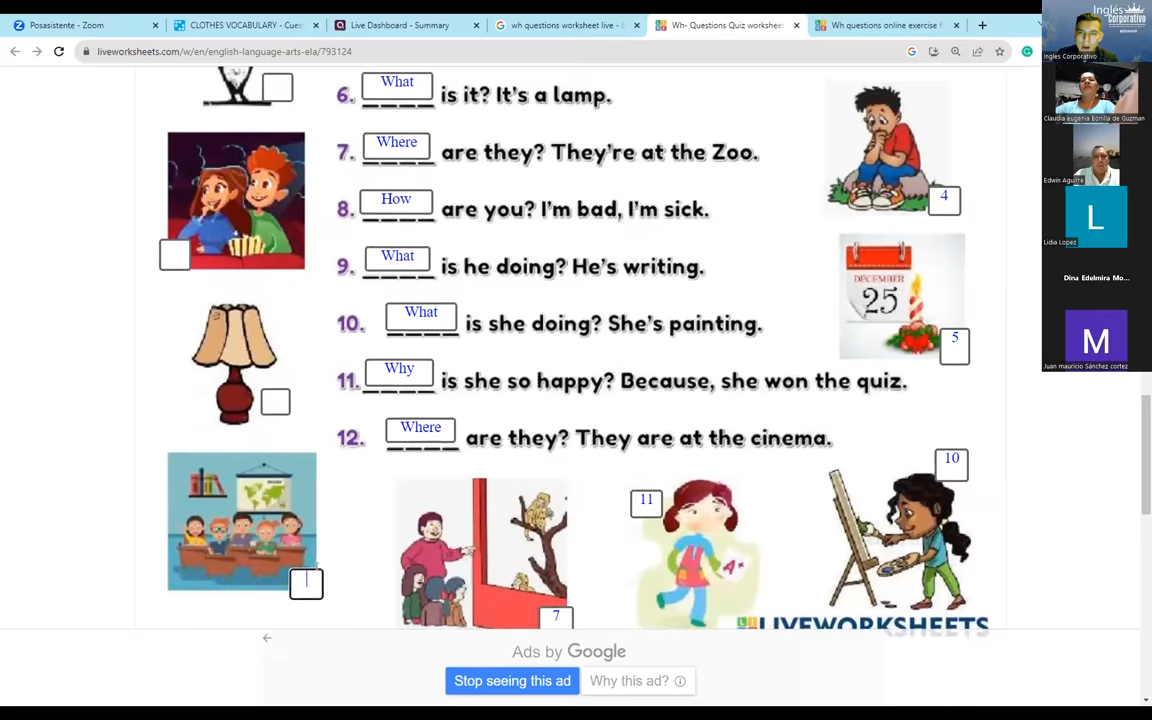 Posasistente - Zoom
CLOTHES VOCABULARY - Cues
Live Dashboard - Summary
wh questions worksheet live - 
Wh- Questions Quiz workshee
Wh questions online exercise f
liveworksheets.com/w/en/english-language-arts-ela/793124
Inglés
Corporativo
Ingles Corporativo
Claudia eugenia Bonilla de Guzman
Edwin Aguirre
L
Lidia Lopez
Dina Edelmira Mo...
M
Juan mauricio Sánchez cortez
6. What is it? It's a lamp.
7. Where are they? They're at the Zoo.
8. How are you? I'm bad, I'm sick.
9. What is he doing? He's writing.
10. What is she doing? She's painting.
11. Why is she so happy? Because, she won the quiz.
12. Where are they? They are at the cinema.
4
DECEMBER
25
5
10
11
A+
7
LIVEWORKSHEETS
Ads by Google
Stop seeing this ad
Why this ad?